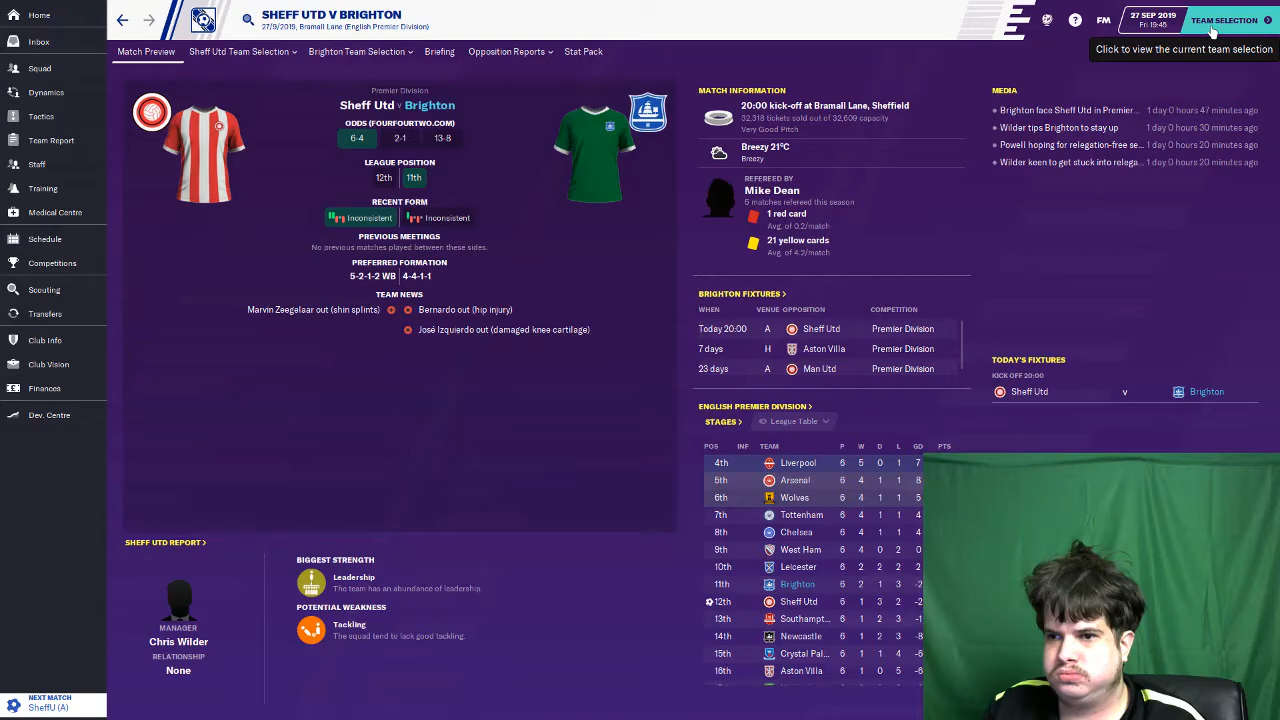 SHEFF UTD V BRIGHTON
27/9/2019, Bramall Lane (English Premier Division)
FM
27 SEP 2019
Fri 19:45
TEAM SELECTION
Click to view the current team selection
Match Preview
Sheff Utd Team Selection
Brighton Team Selection
Briefing
Opposition Reports
Stat Pack
Inbox
Squad
Dynamics
Tactics
Team Report
Staff
Training
Medical Centre
Schedule
Competitions
Scouting
Transfers
Club Info
Club Vision
Finances
Dev. Centre
NEXT MATCH
SheffU (A)
Premier Division
Sheff Utd v Brighton
ODDS (FOURFOURTWO.COM)
6-4 2-1 13-8
LEAGUE POSITION
12th 11th
RECENT FORM
Inconsistent Inconsistent
PREVIOUS MEETINGS
No previous matches played between these sides.
PREFERRED FORMATION
5-2-1-2 WB 4-4-1-1
TEAM NEWS
Marvin Zeegelaar out (shin splints) Bernardo out (hip injury)
José Izquierdo out (damaged knee cartilage)
SHEFF UTD REPORT
MANAGER
Chris Wilder
RELATIONSHIP
None
BIGGEST STRENGTH
Leadership
The team has an abundance of leadership.
POTENTIAL WEAKNESS
Tackling
The squad tend to lack good tackling.
MATCH INFORMATION
20:00 kick-off at Bramall Lane, Sheffield
32,318 tickets sold out of 32,609 capacity
Very Good Pitch
Breezy 21°C
Breezy
REFEREED BY
Mike Dean
5 matches refereed this season
1 red card
Avg. of 0.2/match
21 yellow cards
Avg. of 4.2/match
BRIGHTON FIXTURES
WHEN VENUE OPPOSITION COMPETITION
Today 20:00 A Sheff Utd Premier Division
7 days H Aston Villa Premier Division
23 days A Man Utd Premier Division
ENGLISH PREMIER DIVISION
STAGES League Table
POS INF TEAM P W D L GD PTS
4th Liverpool 6 5 0 1 7
5th Arsenal 6 4 1 1 8
6th Wolves 6 4 1 1 5
7th Tottenham 6 4 1 1 4
8th Chelsea 6 4 1 1 4
9th West Ham 6 4 0 2 0
10th Leicester 6 2 2 2 2
11th Brighton 6 2 1 3 -2
12th Sheff Utd 6 1 3 2 -2
13th Southampt... 6 1 2 3 -1
14th Newcastle 6 1 2 3 -8
15th Crystal Pal... 6 1 1 4 -6
16th Aston Villa 6 1 0 5 -6
MEDIA
Brighton face Sheff Utd in Premier... 1 day 0 hours 47 minutes ago
Wilder tips Brighton to stay up 1 day 0 hours 30 minutes ago
Powell hoping for relegation-free se... 1 day 0 hours 20 minutes ago
Wilder keen to get stuck into relega... 1 day 0 hours 20 minutes ago
TODAY'S FIXTURES
KICK OFF 20:00
Sheff Utd v Brighton